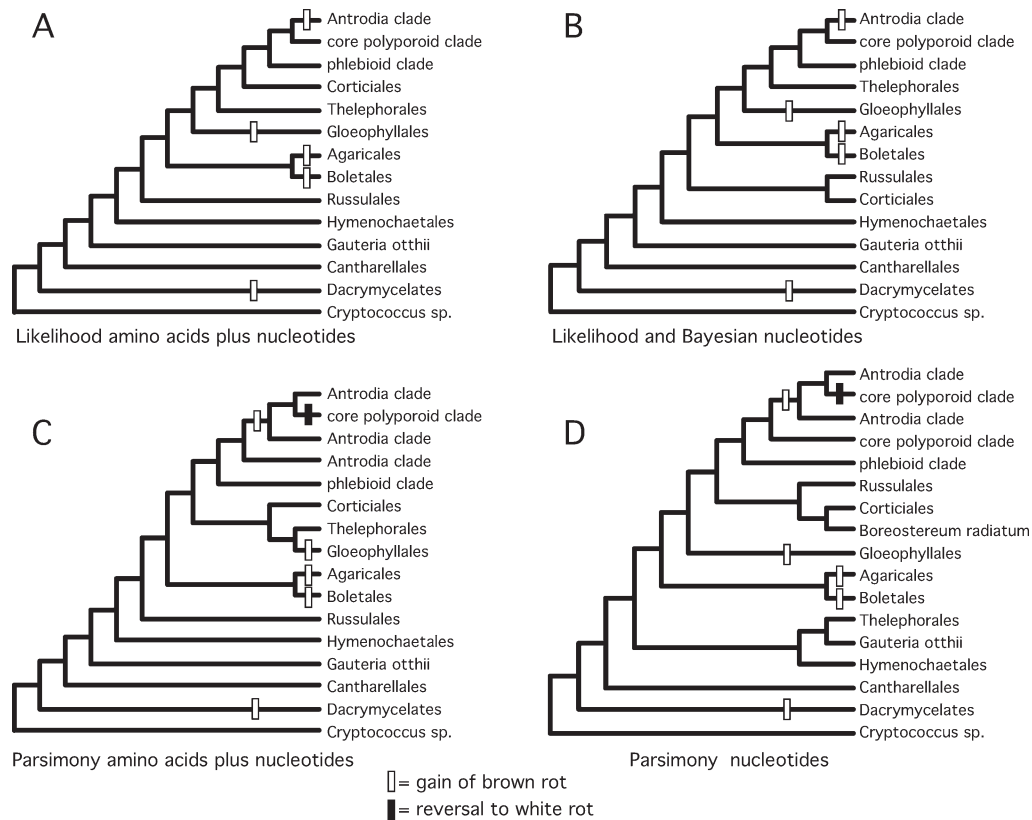 A
Antrodia clade
core polyporoid clade
phlebioid clade
Corticiales
Thelephorales
Gloeophyllales
Agaricales
Boletales
Russulales
Hymenochaetales
Gauteria otthii
Cantharellales
Dacrymycelates
Cryptococcus sp.
Likelihood amino acids plus nucleotides
B
Antrodia clade
core polyporoid clade
phlebioid clade
Thelephorales
Gloeophyllales
Agaricales
Boletales
Russulales
Corticiales
Hymenochaetales
Gauteria otthii
Cantharellales
Dacrymycelates
Cryptococcus sp.
Likelihood and Bayesian nucleotides
C
Antrodia clade
core polyporoid clade
Antrodia clade
Antrodia clade
phlebioid clade
Corticiales
Thelephorales
Gloeophyllales
Agaricales
Boletales
Russulales
Hymenochaetales
Gauteria otthii
Cantharellales
Dacrymycelates
Cryptococcus sp.
Parsimony amino acids plus nucleotides
D
Antrodia clade
core polyporoid clade
Antrodia clade
core polyporoid clade
phlebioid clade
Russulales
Corticiales
Boreostereum radiatum
Gloeophyllales
Agaricales
Boletales
Thelephorales
Gauteria otthii
Hymenochaetales
Cantharellales
Dacrymycelates
Cryptococcus sp.
Parsimony nucleotides
= gain of brown rot
= reversal to white rot